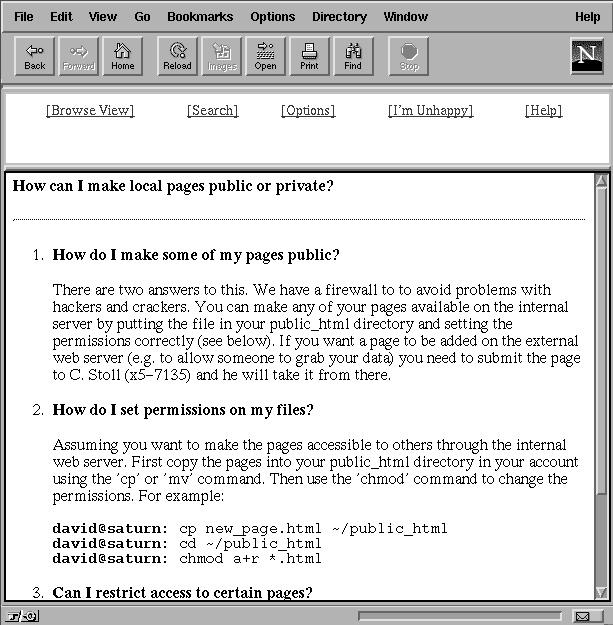 File Edit View Go Bookmarks Options Directory Window Help
Back Forward Home Reload Images Open Print Find Stop N
[Browse View] [Search] [Options] [I'm Unhappy] [Help]
How can I make local pages public or private?
1. How do I make some of my pages public?
There are two answers to this. We have a firewall to to avoid problems with
hackers and crackers. You can make any of your pages available on the internal
server by putting the file in your public_html directory and setting the
permissions correctly (see below). If you want a page to be added on the external
web server (e.g. to allow someone to grab your data) you need to submit the page
to C. Stoll (x5-7135) and he will take it from there.
2. How do I set permissions on my files?
Assuming you want to make the pages accessible to others through the internal
web server. First copy the pages into your public_html directory in your account
using the 'cp' or 'mv' command. Then use the 'chmod' command to change the
permissions. For example:
david@saturn: cp new_page.html ~/public_html
david@saturn: cd ~/public_html
david@saturn: chmod a+r *.html
3. Can I restrict access to certain pages?